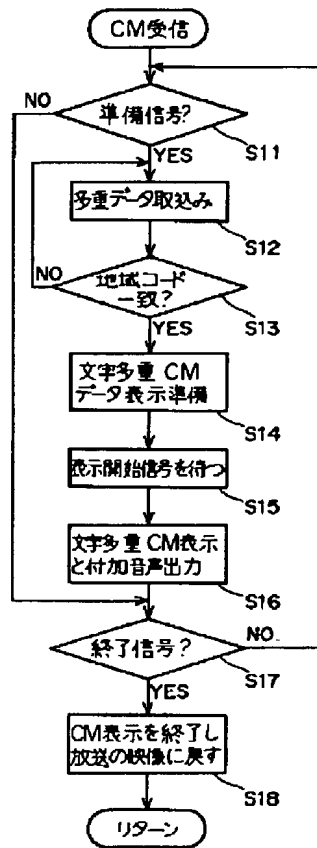 CM受信
NO
準備信号?
S11
YES
多重データ取込み
S12
NO
地域コード
一致?
S13
YES
文字多重 CM
データ表示準備
S14
表示開始信号を待つ
S15
文字多重 CM表示
と付加音声出力
S16
終了信号?
NO
S17
YES
CM表示を終了し
放送の映像に戻す
S18
リターン